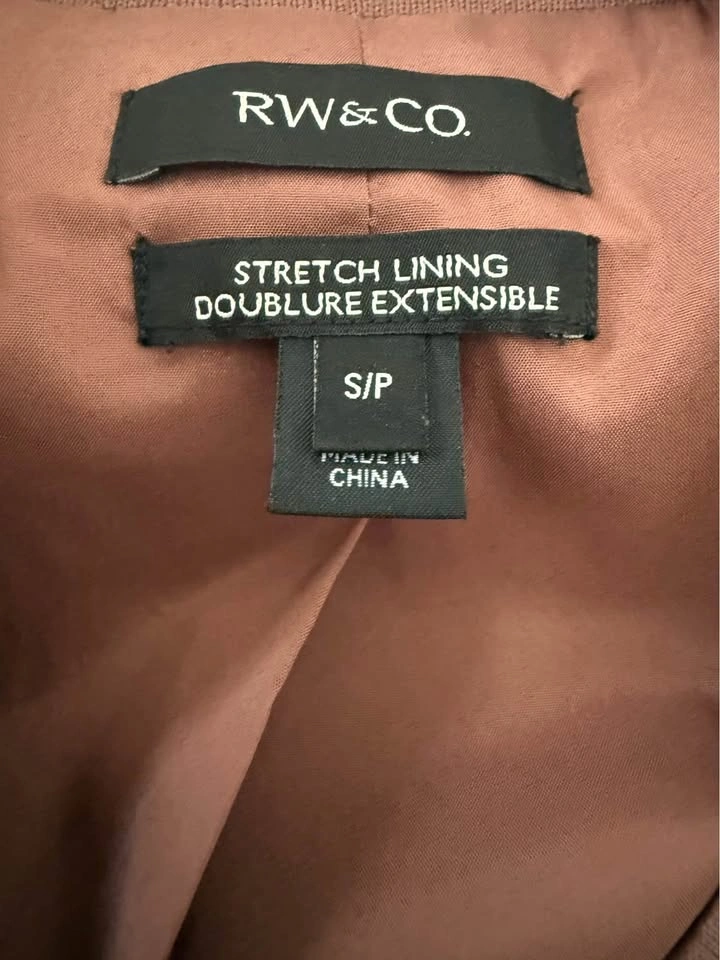 RW&CO.
STRETCH LINING
DOUBLURE EXTENSIBLE
S/P
MADE IN
CHINA